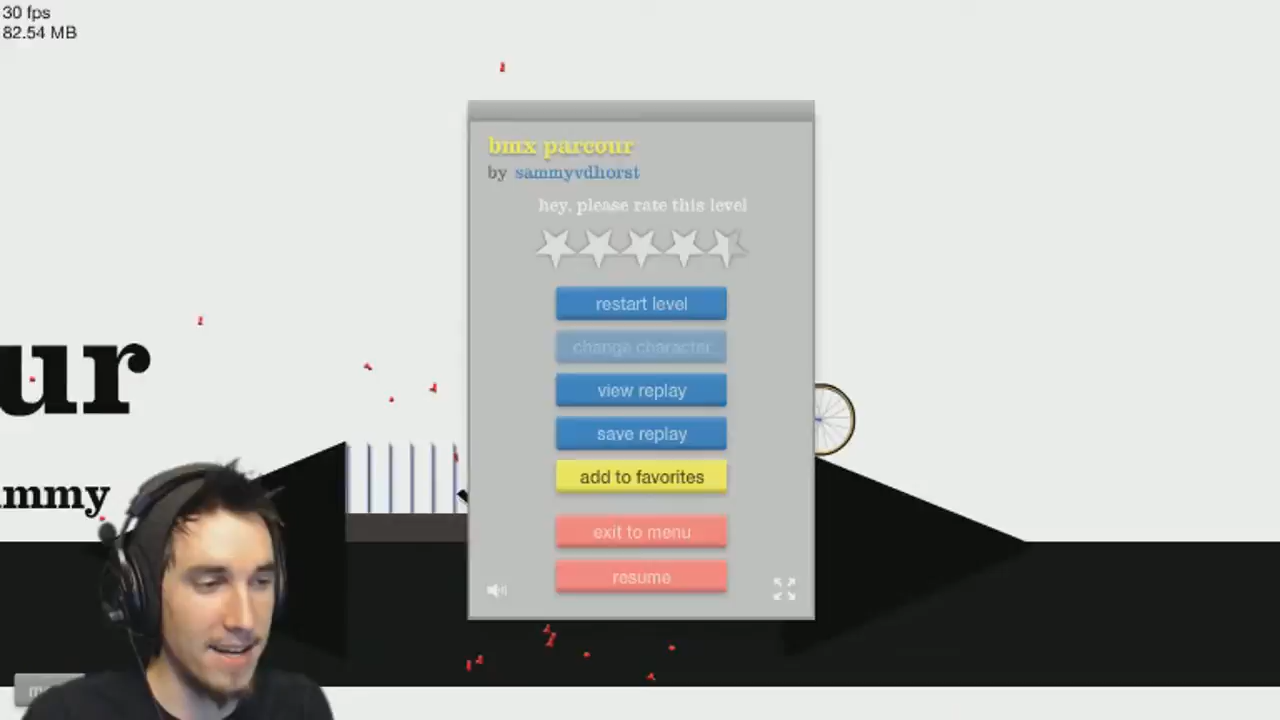 30 fps
82.54 MB
bmx parcour
by sammyvdhorst
hey, please rate this level
restart level
change character
view replay
save replay
add to favorites
exit to menu
resume
ur
mmy